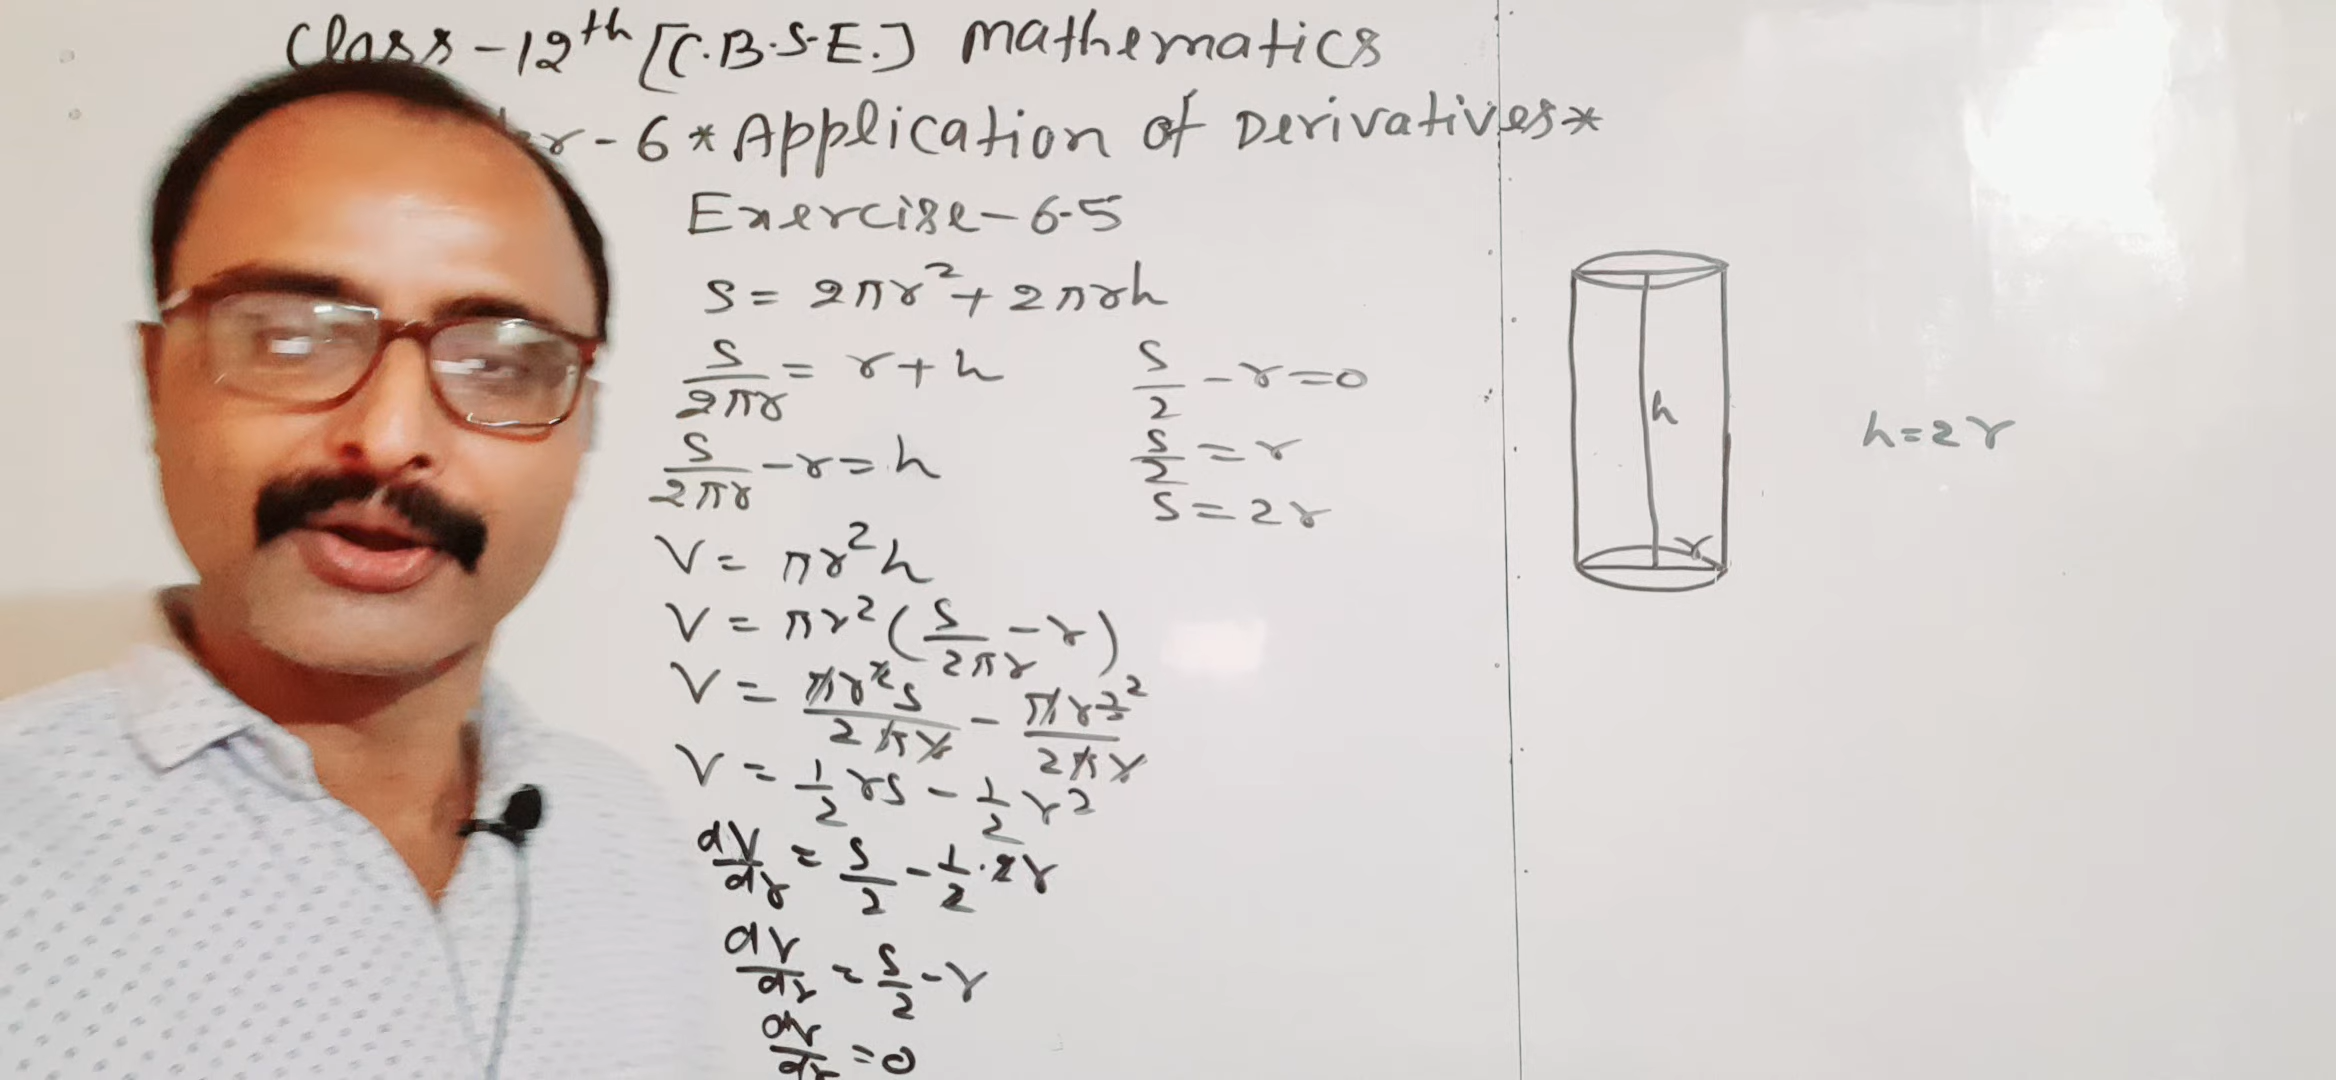 Class-12th [C.B.S.E.] Mathematics
r-6 * Application of Derivatives *
Exercise-6.5
S = 2πr² + 2πrh
S/2πr = r + h
S/2πr - r = h
V = πr²h
V = πr² (S/2πr - r)
V = πr²S/2πr - πr³²/2πr
V = 1/2 rS - 1/2 r²
dV/dr = S/2 - 1/2 · 2r
dV/dr = S/2 - r
dV/dr = 0
S/2 - r = 0
S/2 = r
S = 2r
h
r
h = 2r